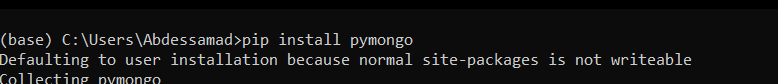 (base) C:\Users\Abdessamad>pip install pymongo
Defaulting to user installation because normal site-packages is not writeable
Collecting pymongo